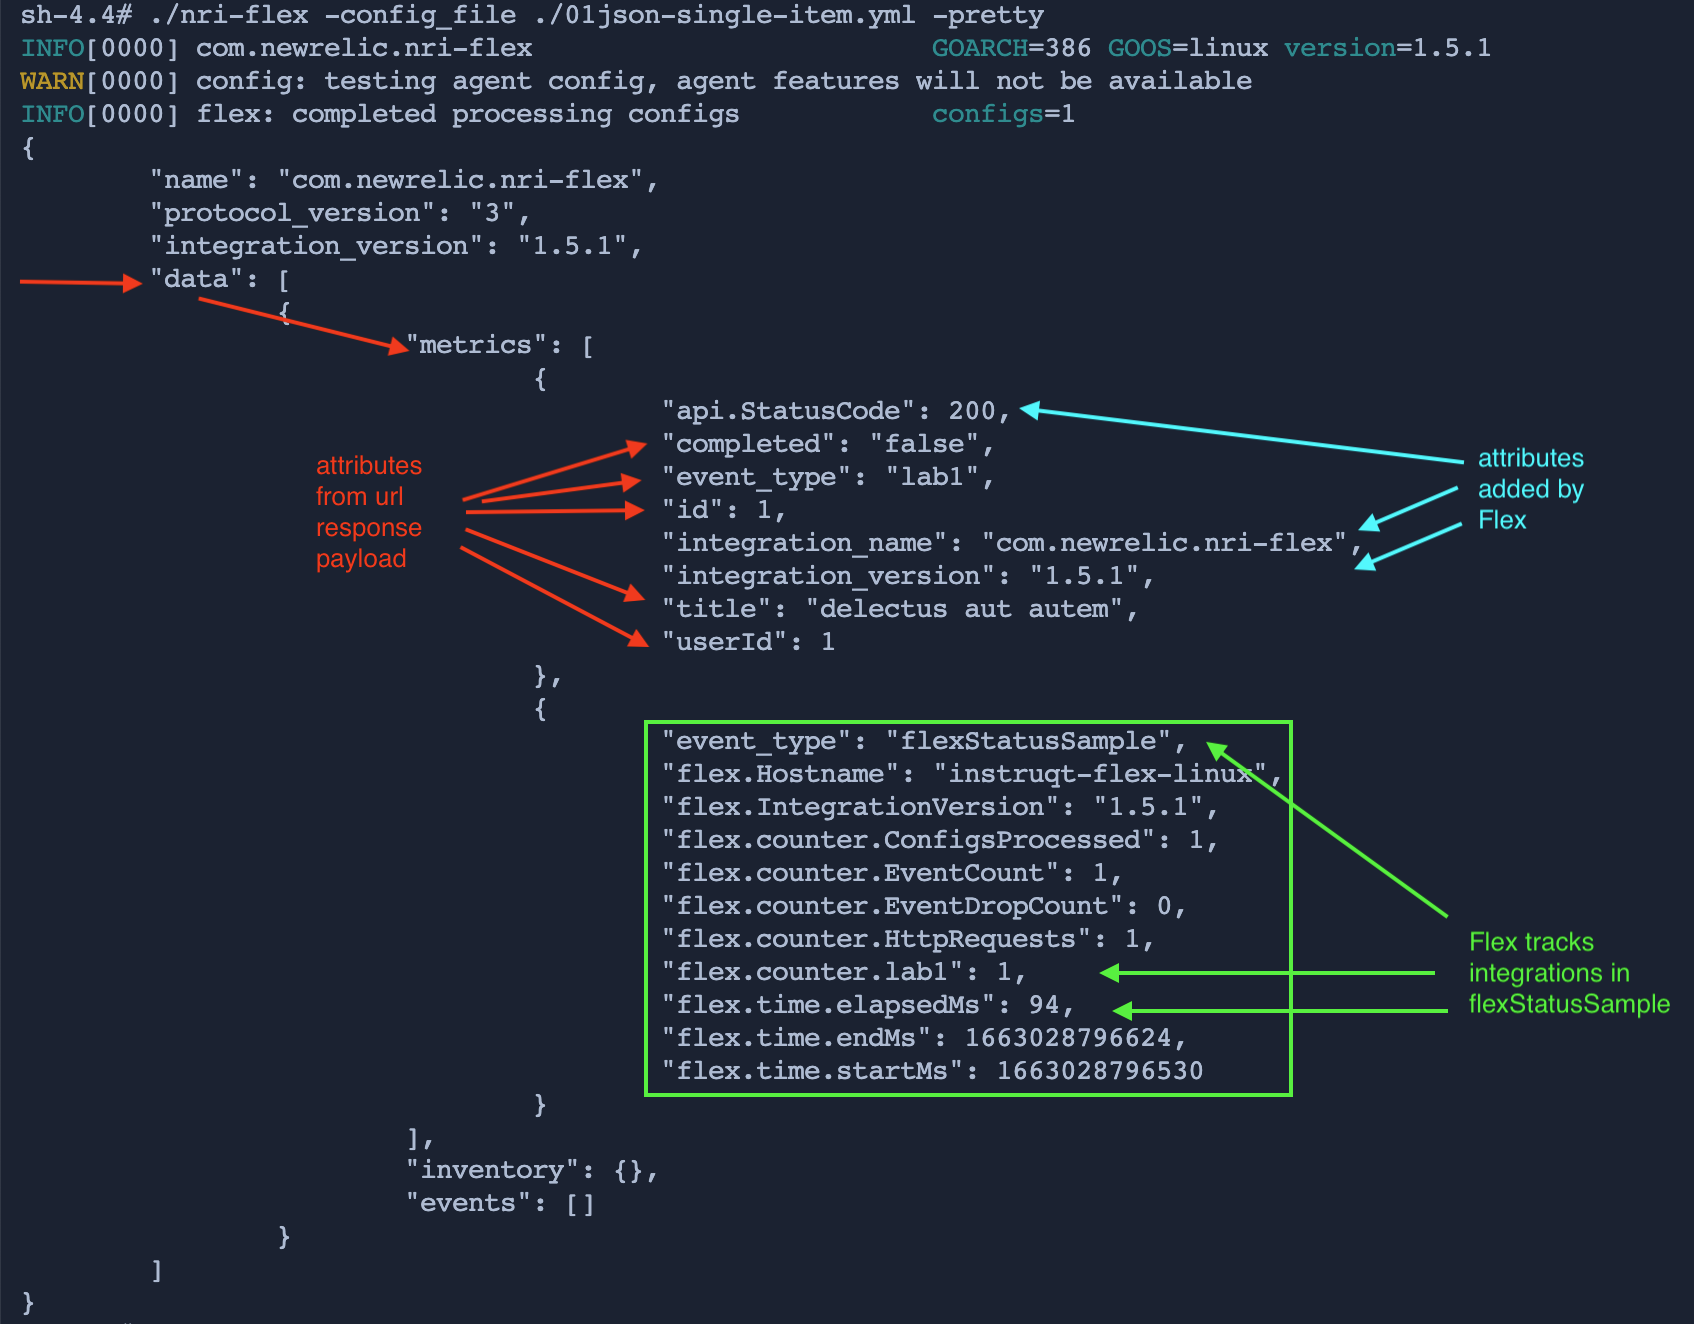 sh-4.4# ./nri-flex -config_file ./01json-single-item.yml -pretty
INFO[0000] com.newrelic.nri-flex GOARCH=386 GOOS=linux version=1.5.1
WARN[0000] config: testing agent config, agent features will not be available
INFO[0000] flex: completed processing configs configs=1
{
"name": "com.newrelic.nri-flex",
"protocol_version": "3",
"integration_version": "1.5.1",
"data": [
{
"metrics": [
{
"api.StatusCode": 200,
"completed": "false",
"event_type": "lab1",
"id": 1,
"integration_name": "com.newrelic.nri-flex",
"integration_version": "1.5.1",
"title": "delectus aut autem",
"userId": 1
},
{
"event_type": "flexStatusSample",
"flex.Hostname": "instruqt-flex-linux",
"flex.IntegrationVersion": "1.5.1",
"flex.counter.ConfigsProcessed": 1,
"flex.counter.EventCount": 1,
"flex.counter.EventDropCount": 0,
"flex.counter.HttpRequests": 1,
"flex.counter.lab1": 1,
"flex.time.elapsedMs": 94,
"flex.time.endMs": 1663028796624,
"flex.time.startMs": 1663028796530
}
],
"inventory": {},
"events": []
}
]
}
attributes
from url
response
payload
attributes
added by
Flex
Flex tracks
integrations in
flexStatusSample